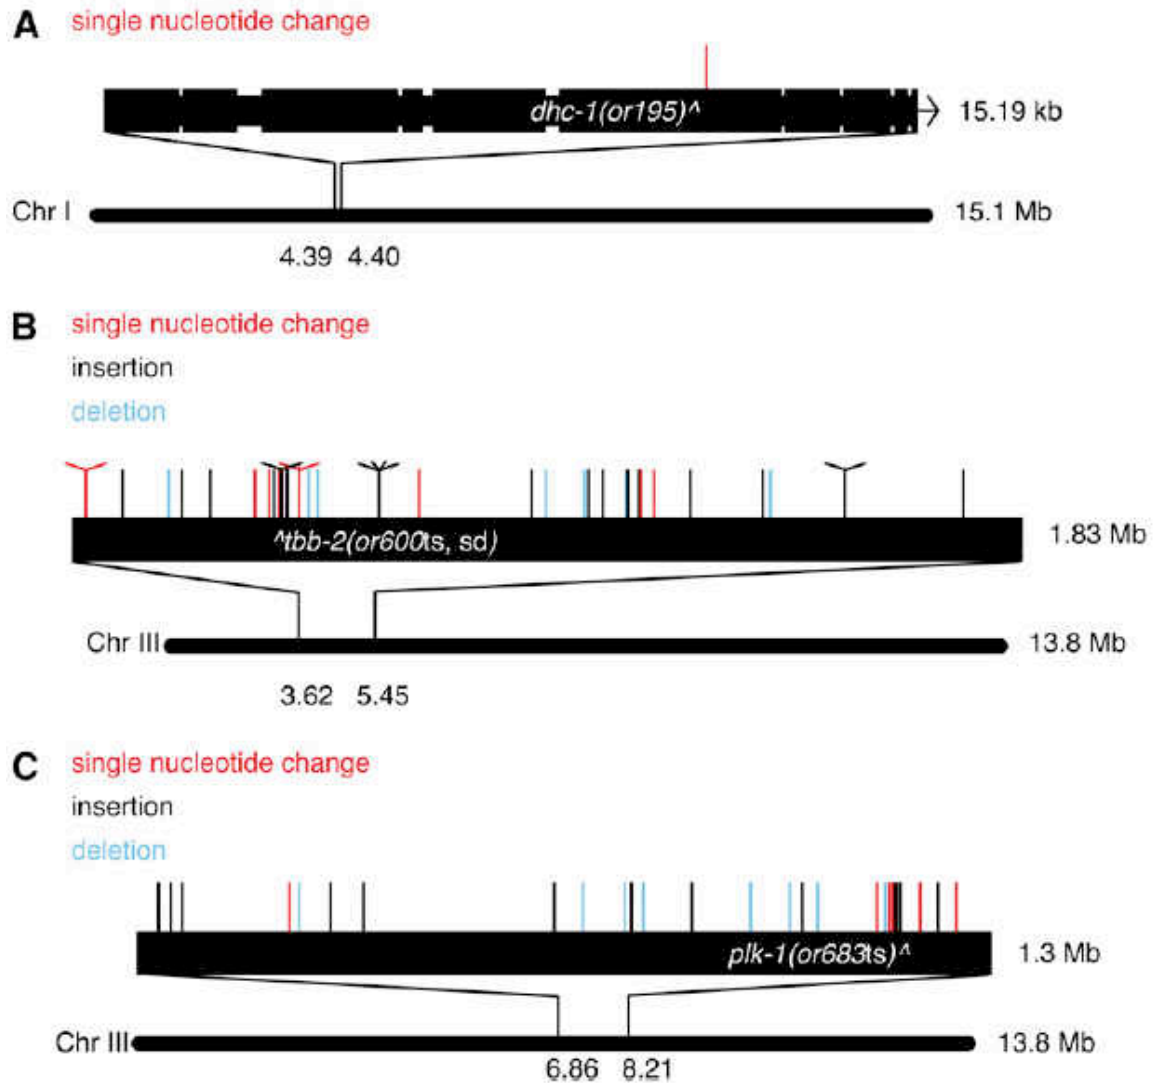 A single nucleotide change
dhc-1(or195)^
15.19 kb
Chr I
15.1 Mb
4.39 4.40
B single nucleotide change
insertion
deletion
^tbb-2(or600ts, sd)
1.83 Mb
Chr III
13.8 Mb
3.62 5.45
C single nucleotide change
insertion
deletion
plk-1(or683ts)^
1.3 Mb
Chr III
13.8 Mb
6.86 8.21